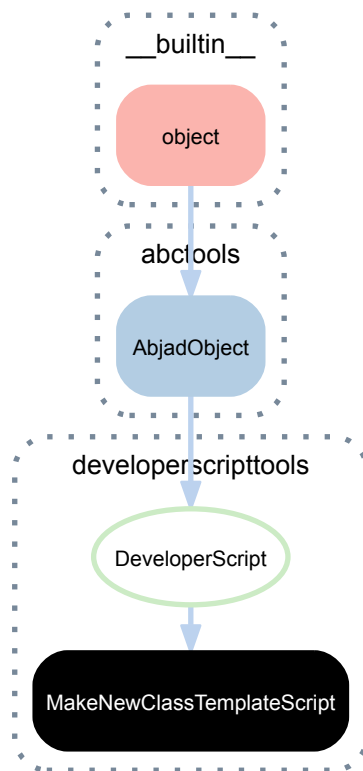 __builtin__
object
abctools
AbjadObject
developerscripttools
DeveloperScript
MakeNewClassTemplateScript